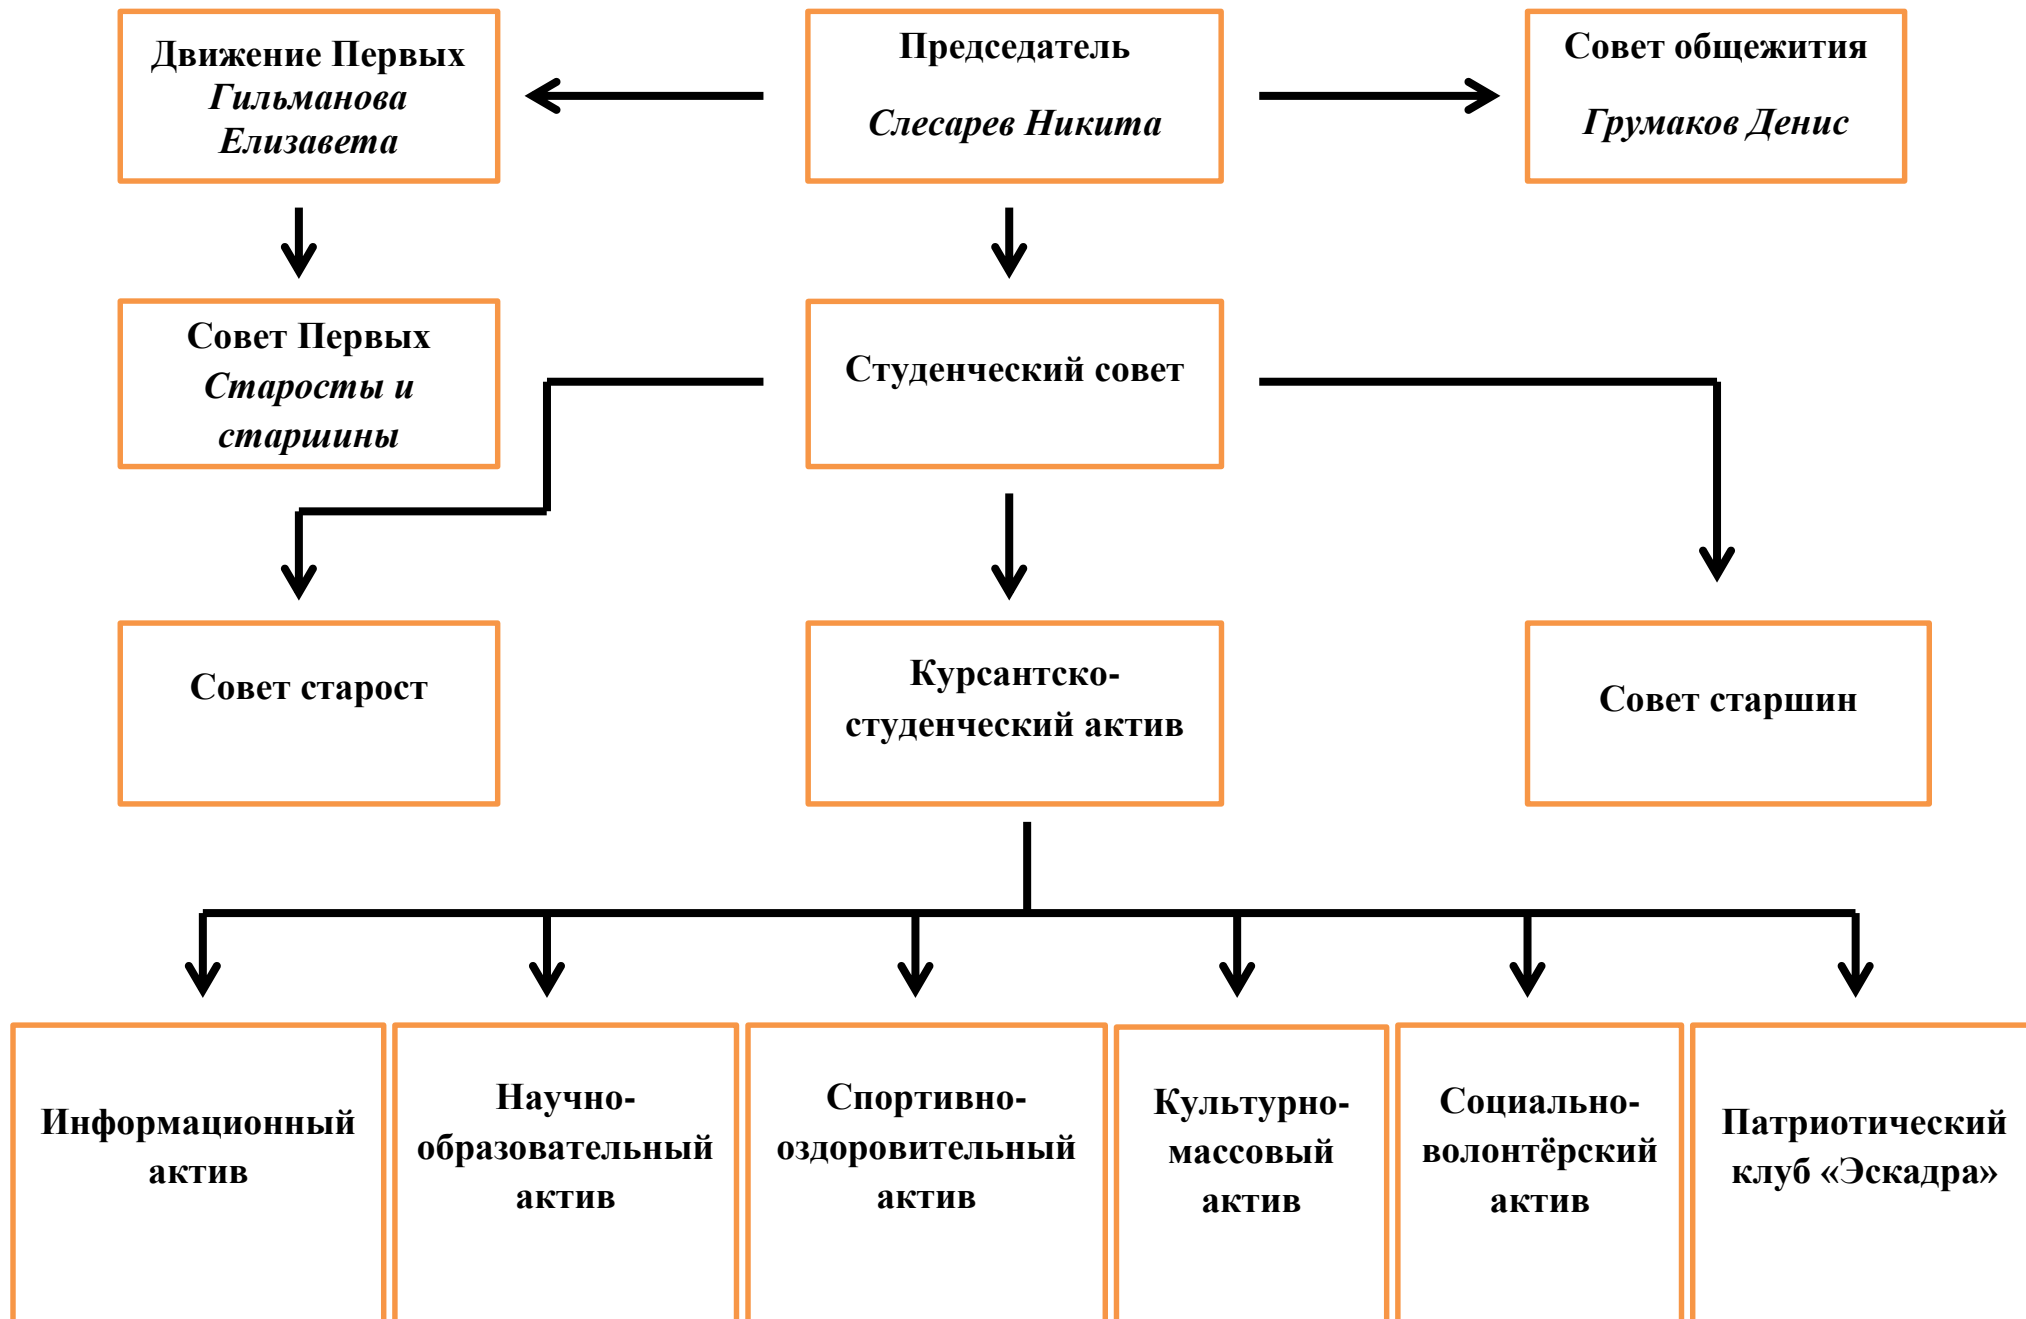 Движение Первых
Гильманова
Елизавета
Председатель
Слесарев Никита
Совет общежития
Грумаков Денис
Совет Первых
Старосты и
старшины
Студенческий совет
Совет старост
Курсантско-
студенческий актив
Совет старшин
Информационный
актив
Научно-
образовательный
актив
Спортивно-
оздоровительный
актив
Культурно-
массовый
актив
Социально-
волонтёрский
актив
Патриотический
клуб «Эскадра»